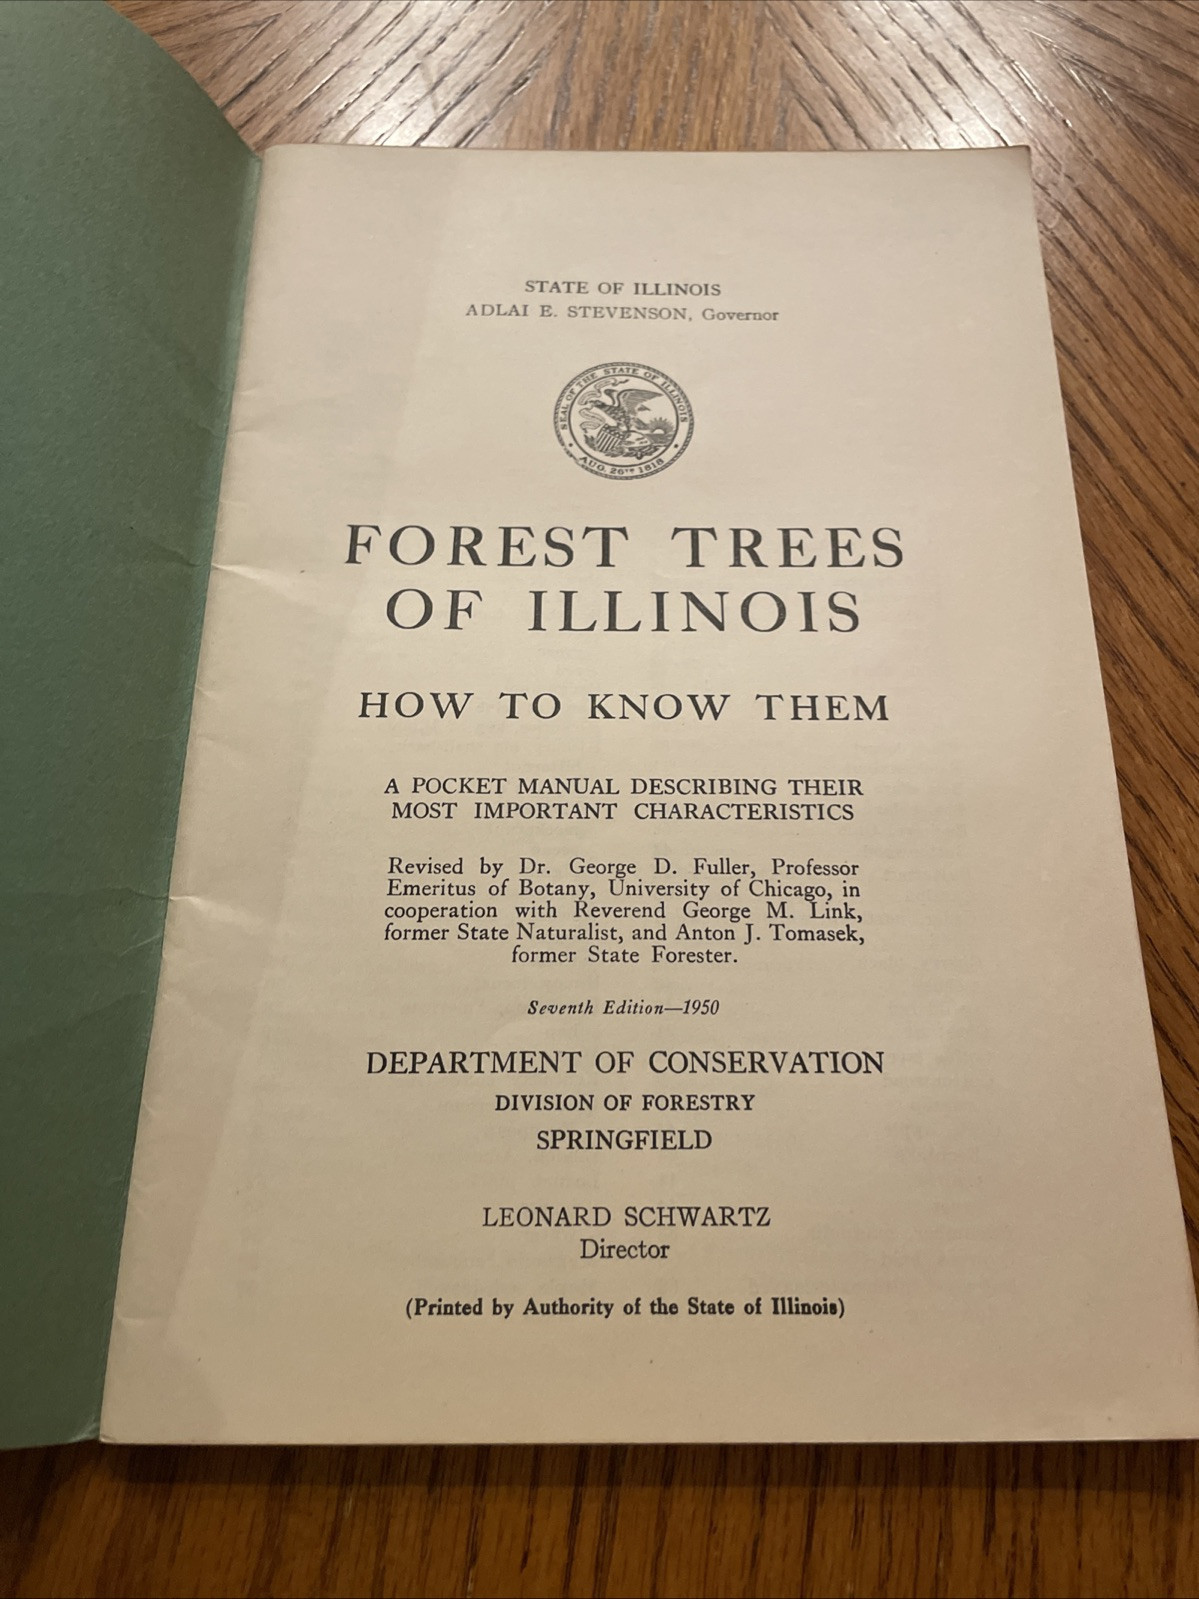 STATE OF ILLINOIS
ADLAI E. STEVENSON, Governor
SEAL OF THE STATE OF ILLINOIS
AUG. 26TH 1818
FOREST TREES
OF ILLINOIS
HOW TO KNOW THEM
A POCKET MANUAL DESCRIBING THEIR
MOST IMPORTANT CHARACTERISTICS
Revised by Dr. George D. Fuller, Professor
Emeritus of Botany, University of Chicago, in
cooperation with Reverend George M. Link,
former State Naturalist, and Anton J. Tomasek,
former State Forester.
Seventh Edition—1950
DEPARTMENT OF CONSERVATION
DIVISION OF FORESTRY
SPRINGFIELD
LEONARD SCHWARTZ
Director
(Printed by Authority of the State of Illinois)